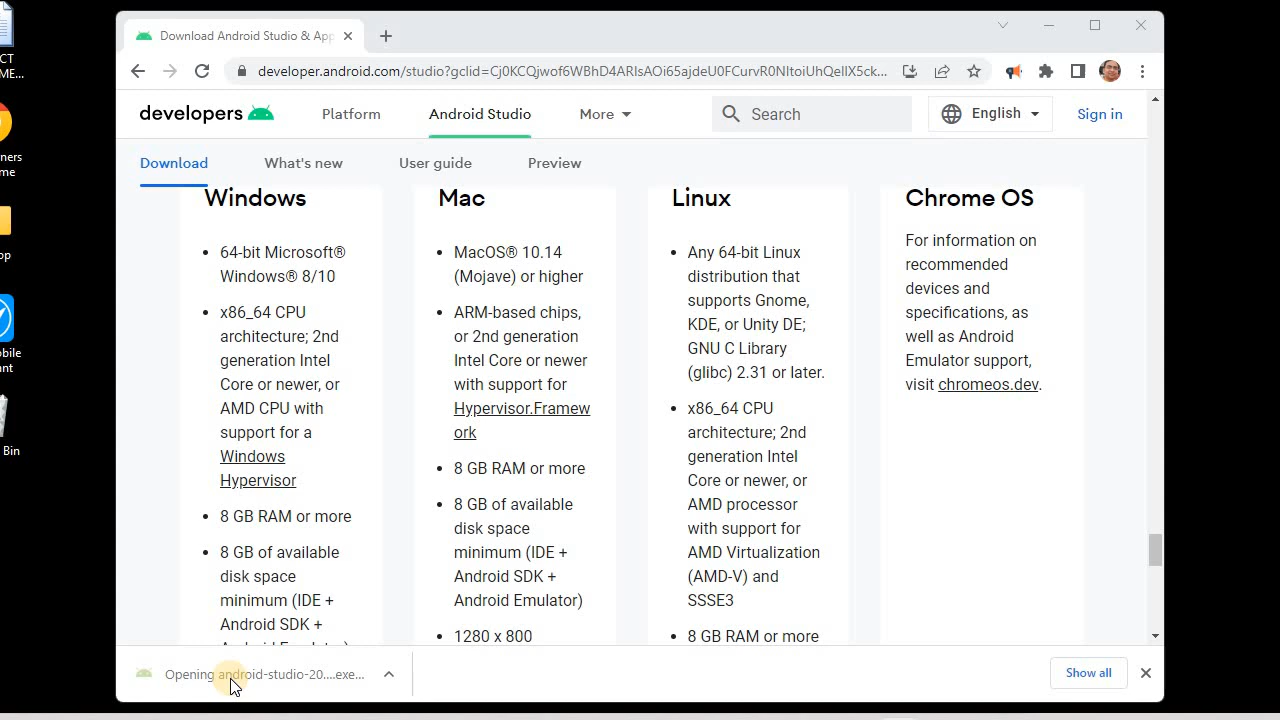 CT
ME...
ners
me
pp
obile
ant
Bin
Download Android Studio & App
developer.android.com/studio?gclid=Cj0KCQjwof6WBhD4ARIsAOi65ajdeU0FCurvR0NItoiUhQeIlX5ck...
developers
Platform
Android Studio
More
Search
English
Sign in
Download
What's new
User guide
Preview
Windows
64-bit Microsoft®
Windows® 8/10
x86_64 CPU
architecture; 2nd
generation Intel
Core or newer, or
AMD CPU with
support for a
Windows
Hypervisor
8 GB RAM or more
8 GB of available
disk space
minimum (IDE +
Android SDK +
Android Emulator)
Mac
MacOS® 10.14
(Mojave) or higher
ARM-based chips,
or 2nd generation
Intel Core or newer
with support for
Hypervisor.Framew
ork
8 GB RAM or more
8 GB of available
disk space
minimum (IDE +
Android SDK +
Android Emulator)
1280 x 800
Linux
Any 64-bit Linux
distribution that
supports Gnome,
KDE, or Unity DE;
GNU C Library
(glibc) 2.31 or later.
x86_64 CPU
architecture; 2nd
generation Intel
Core or newer, or
AMD processor
with support for
AMD Virtualization
(AMD-V) and
SSSE3
8 GB RAM or more
Chrome OS
For information on
recommended
devices and
specifications, as
well as Android
Emulator support,
visit chromeos.dev.
Opening android-studio-20....exe...
Show all